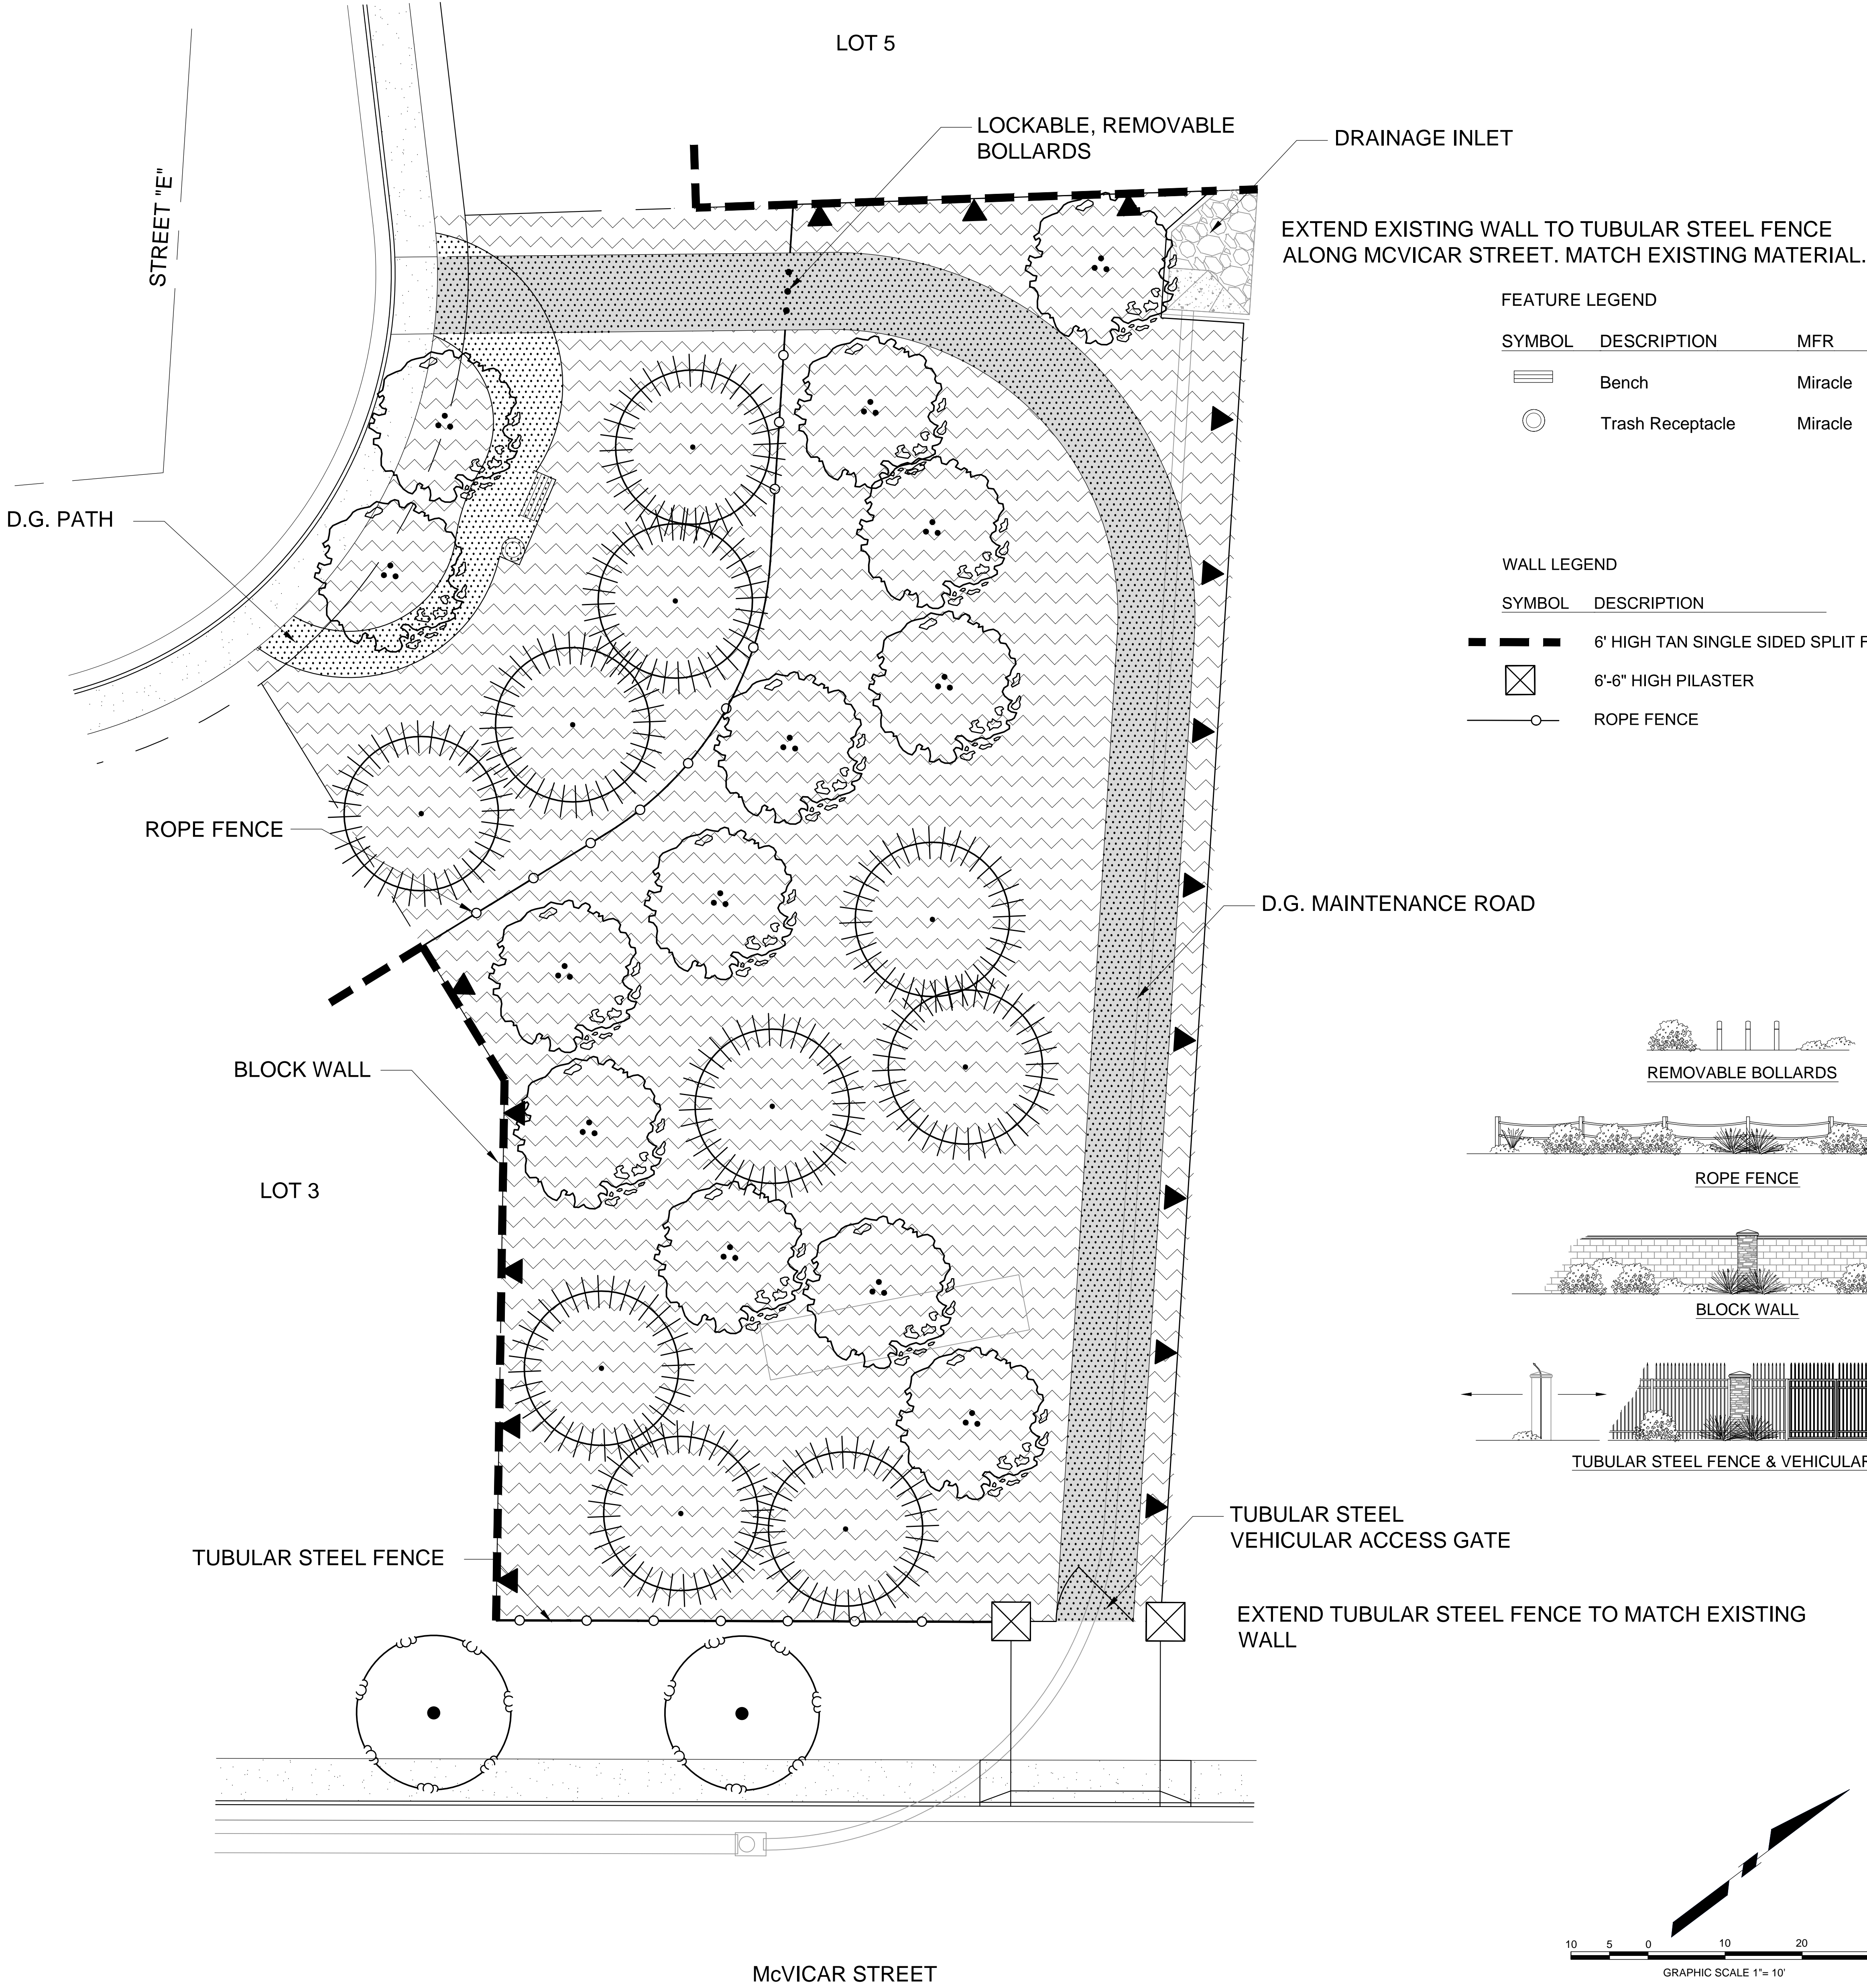 LOT 5
LOCKABLE, REMOVABLE
BOLLARDS
DRAINAGE INLET
STREET "E"
EXTEND EXISTING WALL TO TUBULAR STEEL FENCE
ALONG MCVICAR STREET. MATCH EXISTING MATERIAL.
FEATURE LEGEND
SYMBOL DESCRIPTION MFR
Bench Miracle
Trash Receptacle Miracle
D.G. PATH
WALL LEGEND
SYMBOL DESCRIPTION
6' HIGH TAN SINGLE SIDED SPLIT F
6'-6" HIGH PILASTER
ROPE FENCE
ROPE FENCE
D.G. MAINTENANCE ROAD
BLOCK WALL
REMOVABLE BOLLARDS
ROPE FENCE
LOT 3
BLOCK WALL
TUBULAR STEEL FENCE & VEHICULAR
TUBULAR STEEL
VEHICULAR ACCESS GATE
TUBULAR STEEL FENCE
EXTEND TUBULAR STEEL FENCE TO MATCH EXISTING
WALL
10 5 0 10 20
GRAPHIC SCALE 1"= 10'
McVICAR STREET